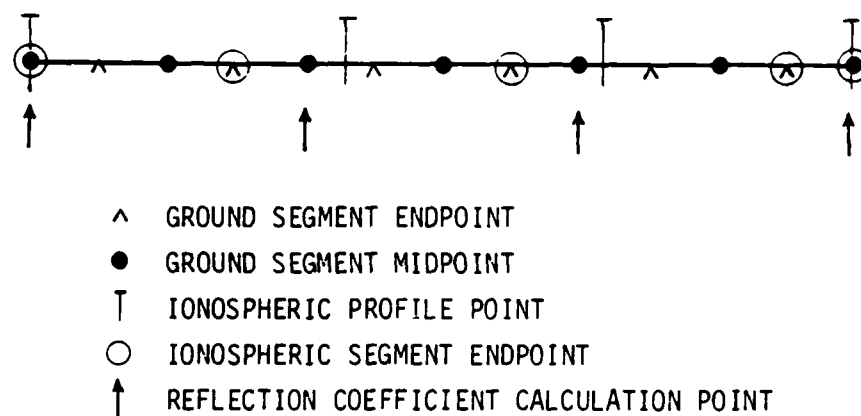 GROUND SEGMENT ENDPOINT
GROUND SEGMENT MIDPOINT
IONOSPHERIC PROFILE POINT
IONOSPHERIC SEGMENT ENDPOINT
REFLECTION COEFFICIENT CALCULATION POINT